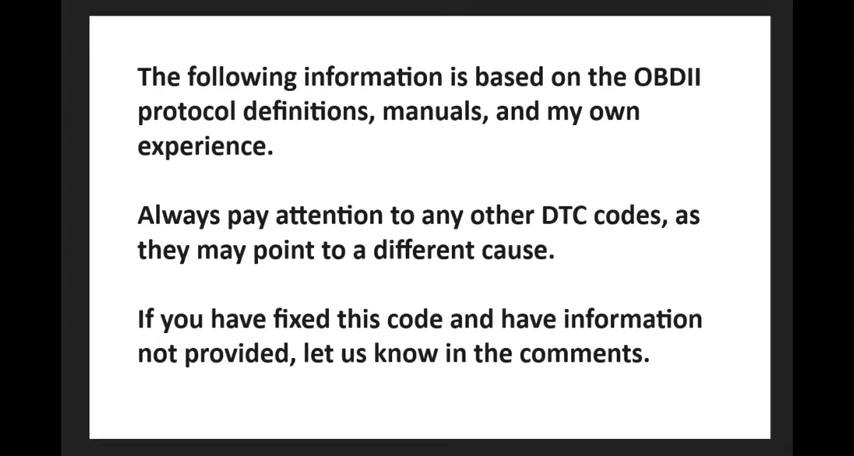 The following information is based on the OBDII
protocol definitions, manuals, and my own
experience.
Always pay attention to any other DTC codes, as
they may point to a different cause.
If you have fixed this code and have information
not provided, let us know in the comments.